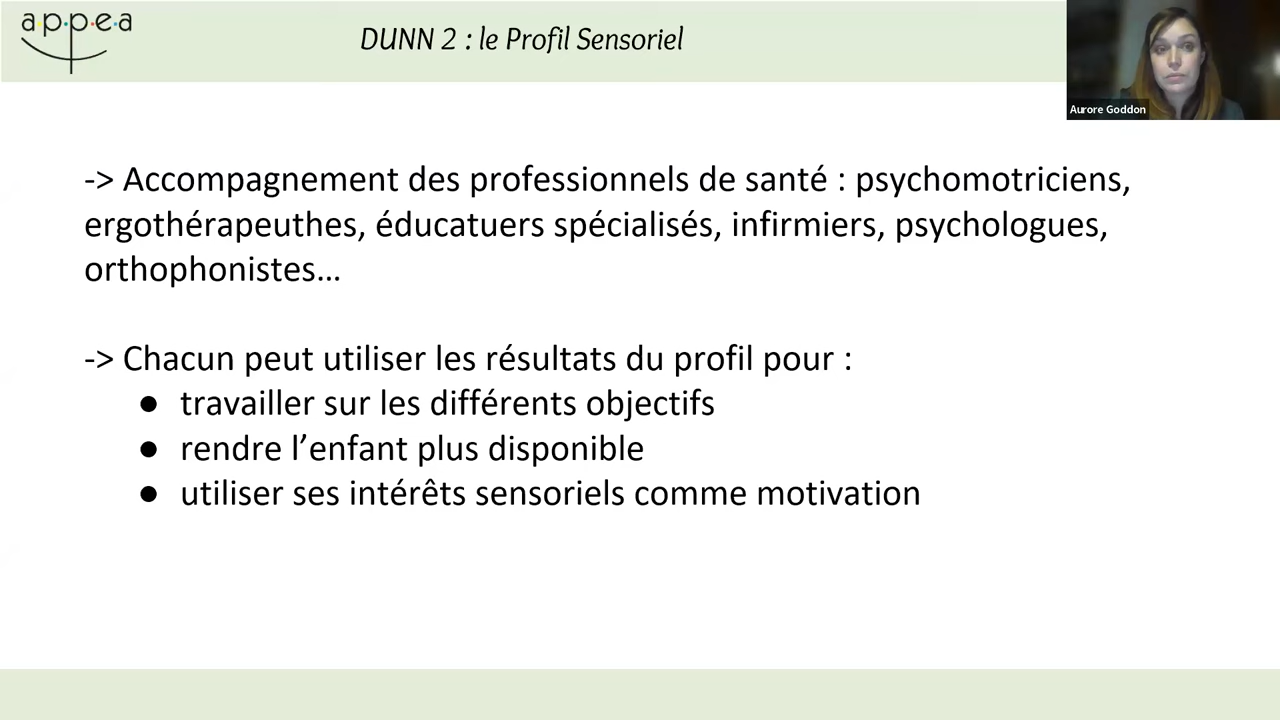 appea
DUNN 2 : le Profil Sensoriel
Aurore Goddon
-> Accompagnement des professionnels de santé : psychomotriciens,
ergothérapeuthes, éducatuers spécialisés, infirmiers, psychologues,
orthophonistes…
-> Chacun peut utiliser les résultats du profil pour :
● travailler sur les différents objectifs
● rendre l’enfant plus disponible
● utiliser ses intérêts sensoriels comme motivation